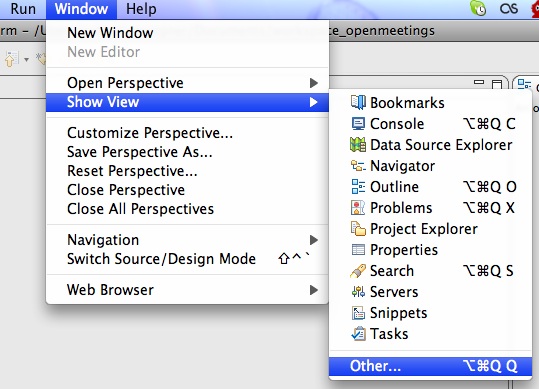 Run Window Help
rm – /U
ce_openmeetings
New Window
New Editor
Open Perspective
Show View
Customize Perspective...
Save Perspective As...
Reset Perspective...
Close Perspective
Close All Perspectives
Navigation
Switch Source/Design Mode ⇧^`
Web Browser
Bookmarks
Console ⌥⌘Q C
Data Source Explorer
Navigator
Outline ⌥⌘Q O
Problems ⌥⌘Q X
Project Explorer
Properties
Search ⌥⌘Q S
Servers
Snippets
Tasks
Other... ⌥⌘Q Q